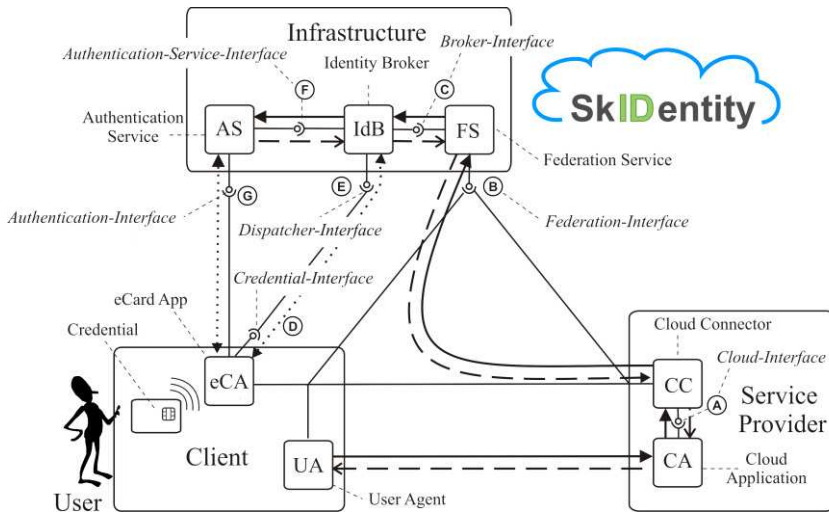 Infrastructure
Authentication-Service-Interface
Broker-Interface
Identity Broker
F
C
SkIDentity
Authentication
Service
AS
IdB
FS
Federation Service
E
B
G
Authentication-Interface
Dispatcher-Interface
Federation-Interface
Credential-Interface
eCard App
D
Credential
Cloud Connector
Cloud-Interface
eCA
CC
A
Service
Provider
Client
UA
CA
Cloud
Application
User
User Agent